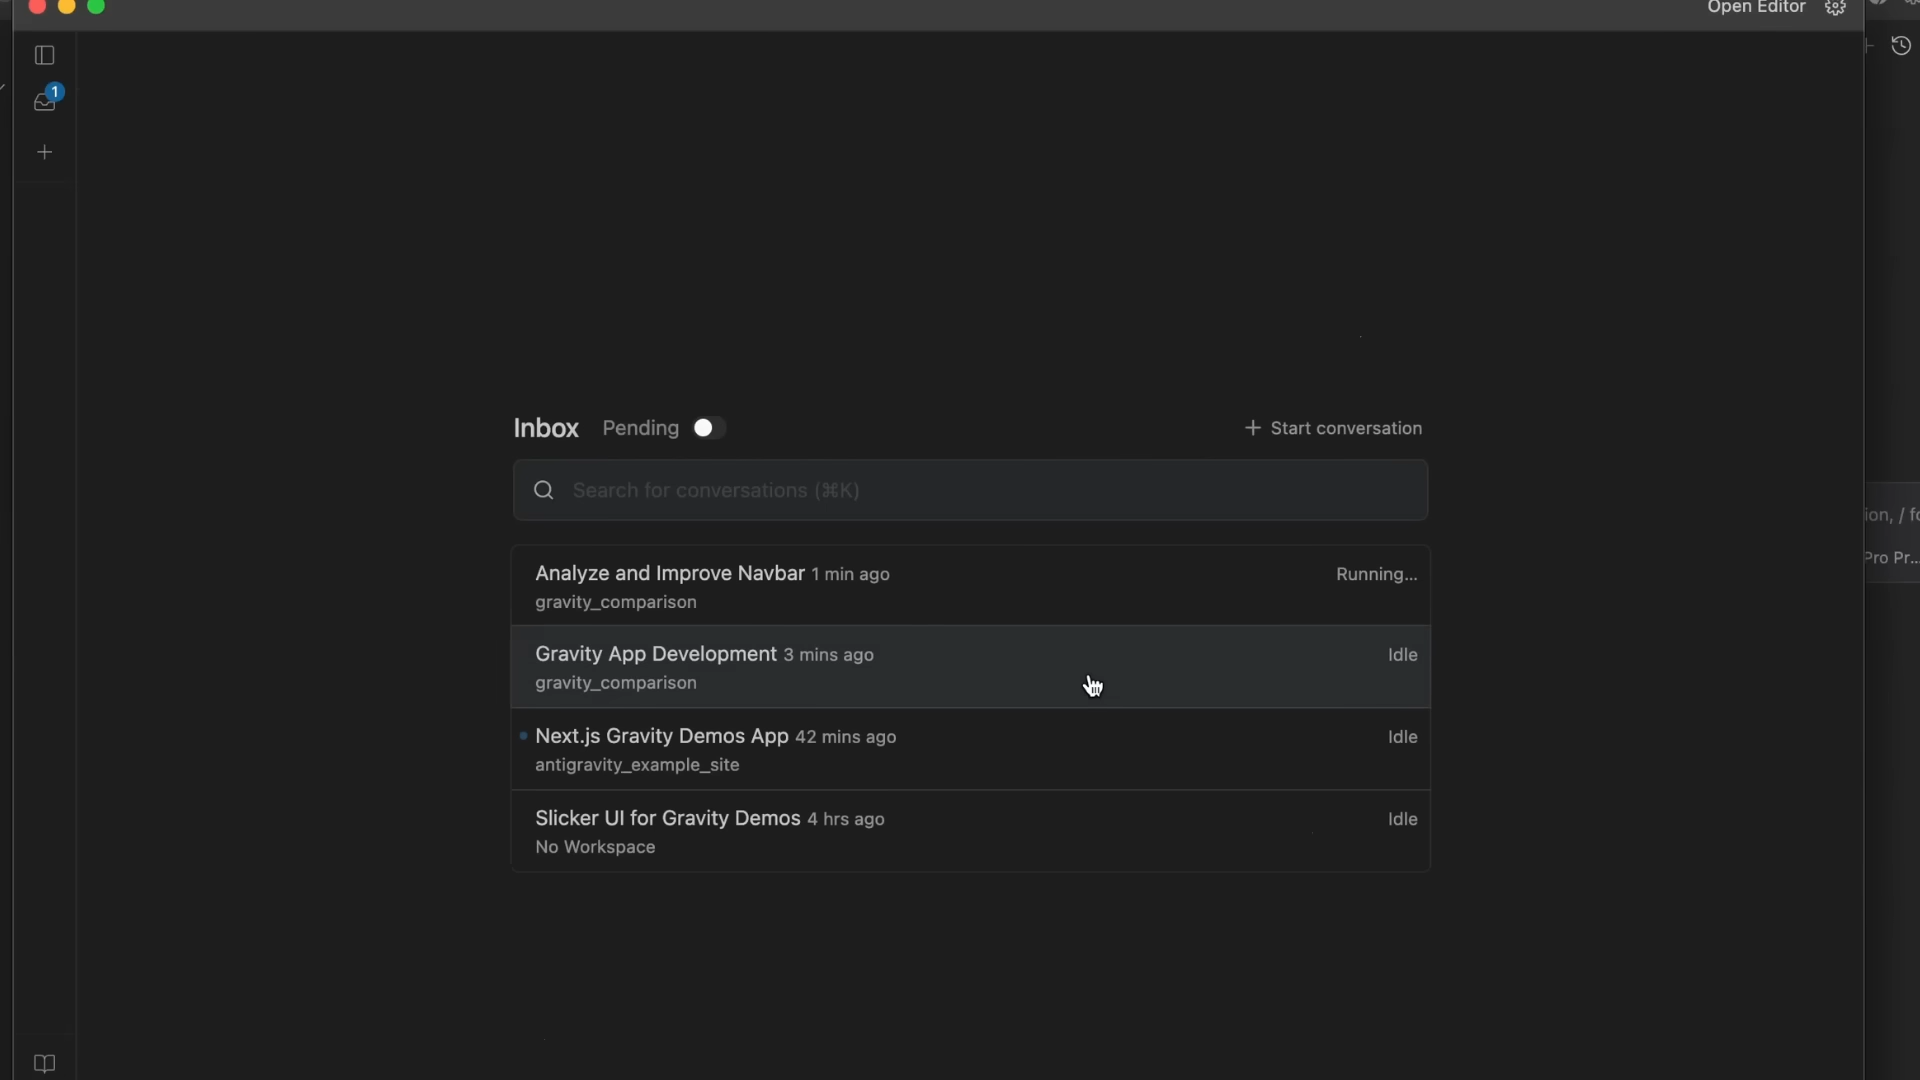 Open Editor
1
Inbox Pending + Start conversation
Search for conversations (⌘K)
Analyze and Improve Navbar 1 min ago Running...
gravity_comparison
Gravity App Development 3 mins ago Idle
gravity_comparison
Next.js Gravity Demos App 42 mins ago Idle
antigravity_example_site
Slicker UI for Gravity Demos 4 hrs ago Idle
No Workspace
ion, / fo
Pro Pr...